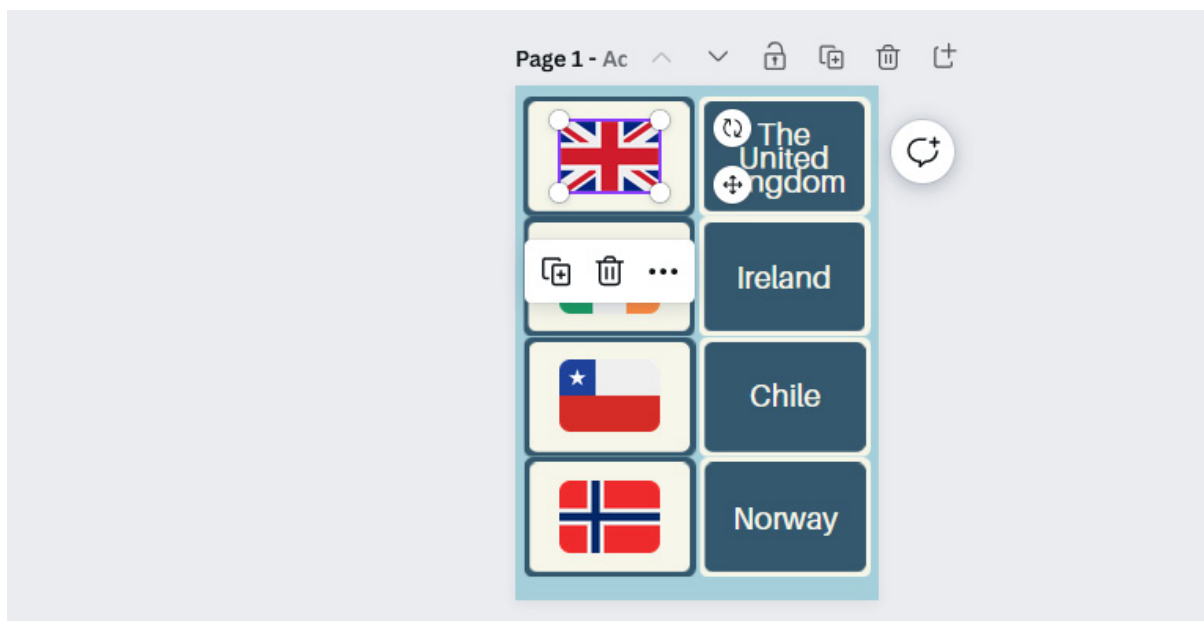 Page 1 - Ac
The
United
ngdom
Ireland
Chile
Norway